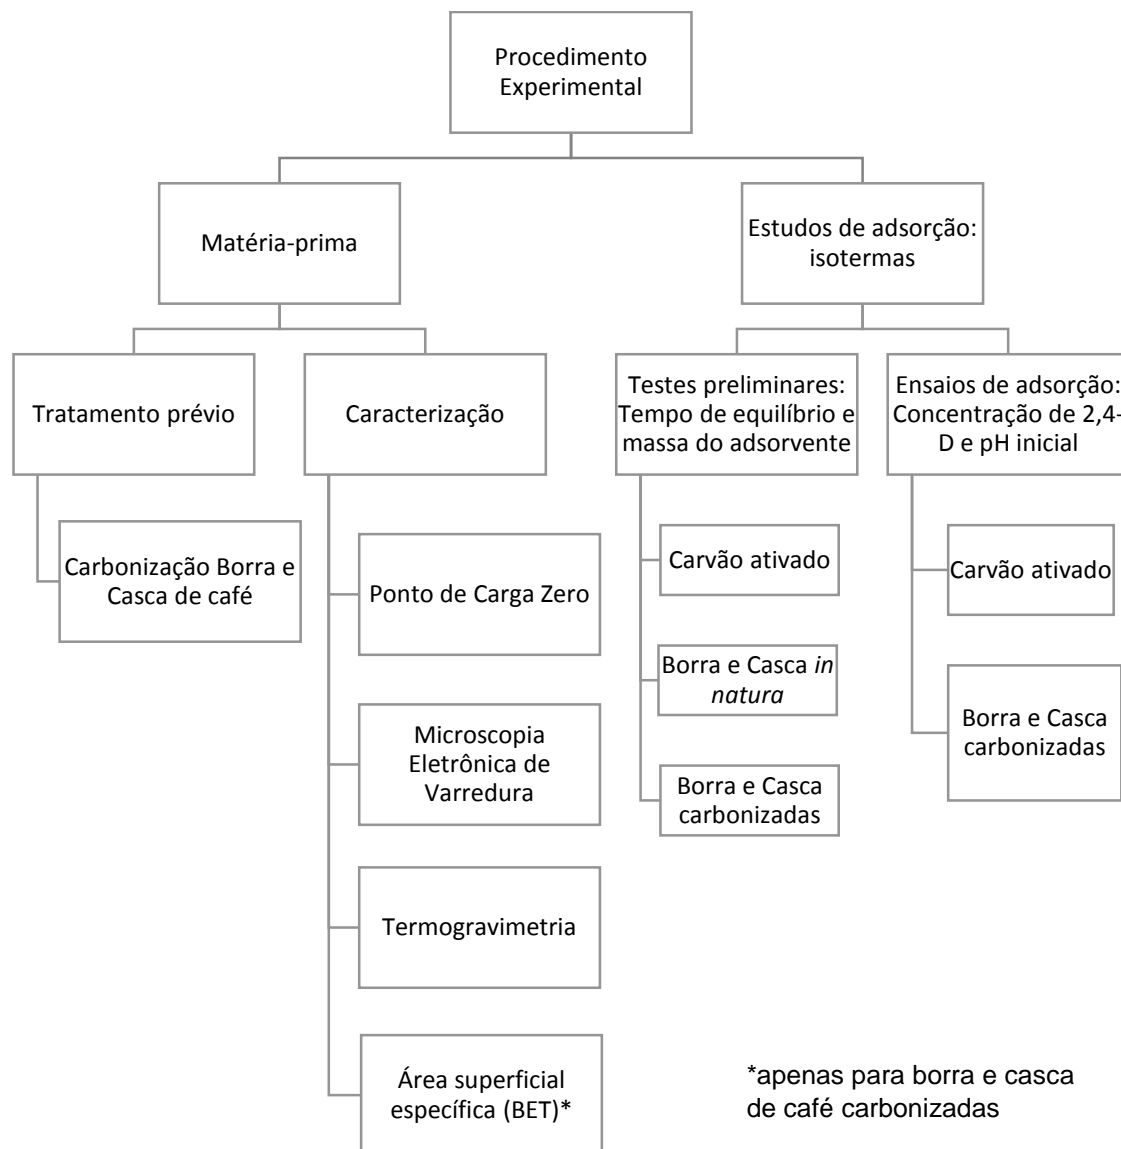 Procedimento
Experimental
Matéria-prima
Estudos de adsorção:
isotermas
Tratamento prévio
Caracterização
Testes preliminares:
Tempo de equilíbrio e
massa do adsorvente
Ensaios de adsorção:
Concentração de 2,4-
D e pH inicial
Carbonização Borra e
Casca de café
Ponto de Carga Zero
Microscopia
Eletrônica de
Varredura
Termogravimetria
Área superficial
específica (BET)*
Carvão ativado
Borra e Casca in
natura
Borra e Casca
carbonizadas
Carvão ativado
Borra e Casca
carbonizadas
*apenas para borra e casca
de café carbonizadas